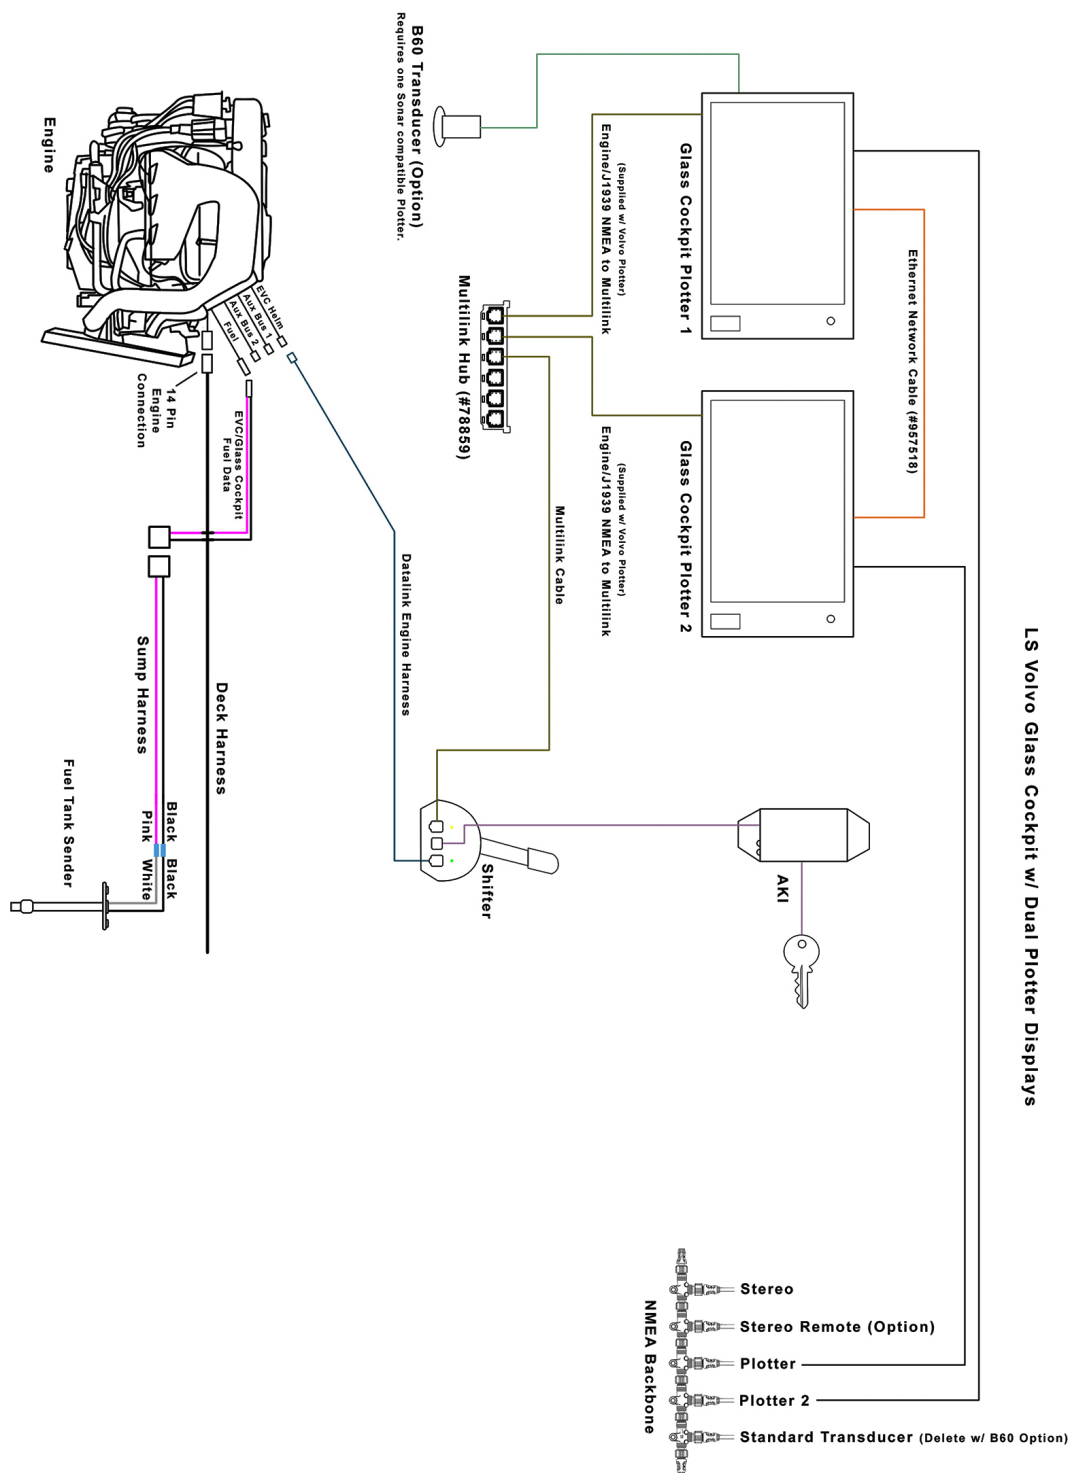 LS Volvo Glass Cockpit w/ Dual Plotter Displays
Ethernet Network Cable (#957518)
Glass Cockpit Plotter 1
Glass Cockpit Plotter 2
(Supplied w/ Volvo Plotter)
Engine/J1939 NMEA to Multilink
(Supplied w/ Volvo Plotter)
Engine/J1939 NMEA to Multilink
B60 Transducer (Option)
Requires one Sonar compatible Plotter.
Multilink Hub (#78859)
Multilink Cable
Datalink Engine Harness
Shifter
AKI
Engine
EVC Helm
Aux Bus 1
Aux Bus 2
Fuel
14 Pin
Engine
Connection
EVC/Glass Cockpit
Fuel Data
Deck Harness
Sump Harness
Black
Black
Pink
White
Fuel Tank Sender
NMEA Backbone
Stereo
Stereo Remote (Option)
Plotter
Plotter 2
Standard Transducer (Delete w/ B60 Option)